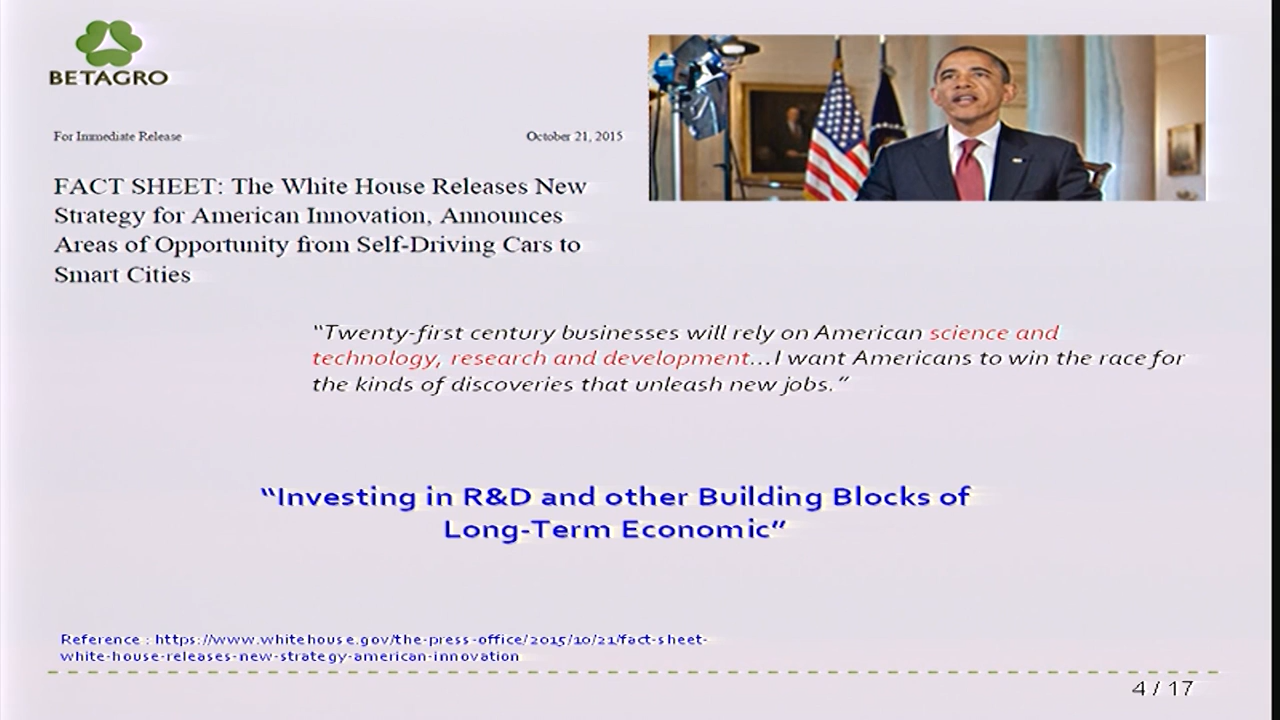 BETAGRO
For Immediate Release October 21, 2015
FACT SHEET: The White House Releases New
Strategy for American Innovation, Announces
Areas of Opportunity from Self-Driving Cars to
Smart Cities
“Twenty-first century businesses will rely on American science and
technology, research and development...I want Americans to win the race for
the kinds of discoveries that unleash new jobs.”
“Investing in R&D and other Building Blocks of
Long-Term Economic”
Reference : https://www.whitehouse.gov/the-press-office/2015/10/21/fact-sheet-
white-house-releases-new-strategy-american-innovation
4 / 17